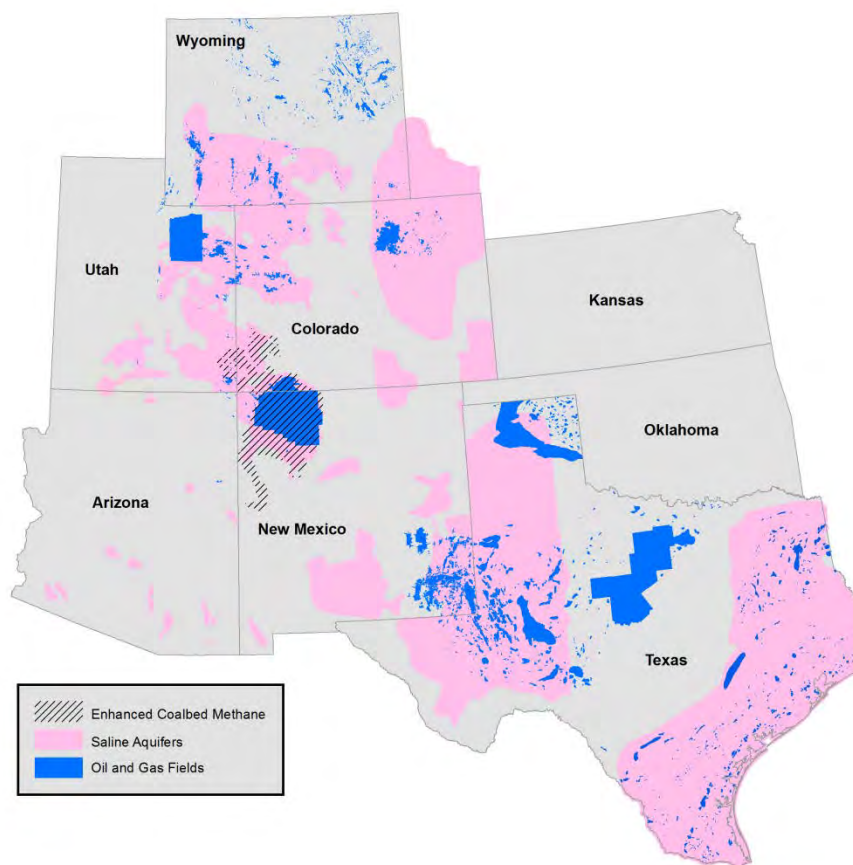 Wyoming
Utah
Colorado
Kansas
Oklahoma
Arizona
New Mexico
Texas
Enhanced Coalbed Methane
Saline Aquifers
Oil and Gas Fields